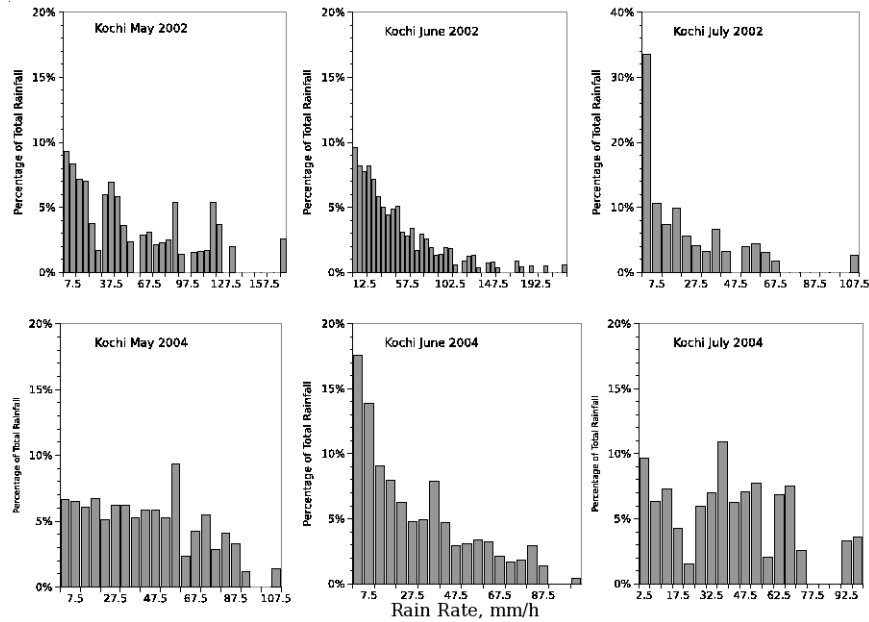 Kochi May 2002
Percentage of Total Rainfall
20%
15%
10%
5%
0%
7.5 37.5 67.5 97.5 127.5 157.5
Kochi June 2002
Percentage of Total Rainfall
20%
15%
10%
5%
0%
12.5 57.5 102.5 147.5 192.5
Kochi July 2002
Percentage of Total Rainfall
40%
30%
20%
10%
0%
7.5 27.5 47.5 67.5 87.5 107.5
Kochi May 2004
Percentage of Total Rainfall
20%
15%
10%
5%
0%
7.5 27.5 47.5 67.5 87.5 107.5
Kochi June 2004
Percentage of Total Rainfall
20%
15%
10%
5%
0%
7.5 27.5 47.5 67.5 87.5
Kochi July 2004
Percentage of Total Rainfall
20%
15%
10%
5%
0%
2.5 17.5 32.5 47.5 62.5 77.5 92.5
Rain Rate, mm/h